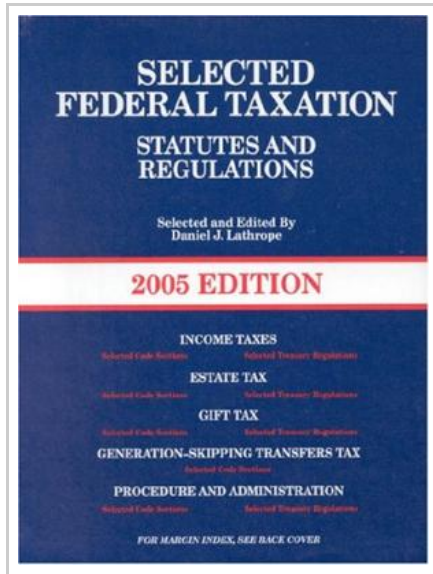 SELECTED
FEDERAL TAXATION
STATUTES AND
REGULATIONS
Selected and Edited By
Daniel J. Lathrope
2005 EDITION
INCOME TAXES
Selected Code Sections Selected Treasury Regulations
ESTATE TAX
Selected Code Sections Selected Treasury Regulations
GIFT TAX
Selected Code Sections Selected Treasury Regulations
GENERATION-SKIPPING TRANSFERS TAX
Selected Code Sections
PROCEDURE AND ADMINISTRATION
Selected Code Sections Selected Treasury Regulations
FOR MARGIN INDEX, SEE BACK COVER